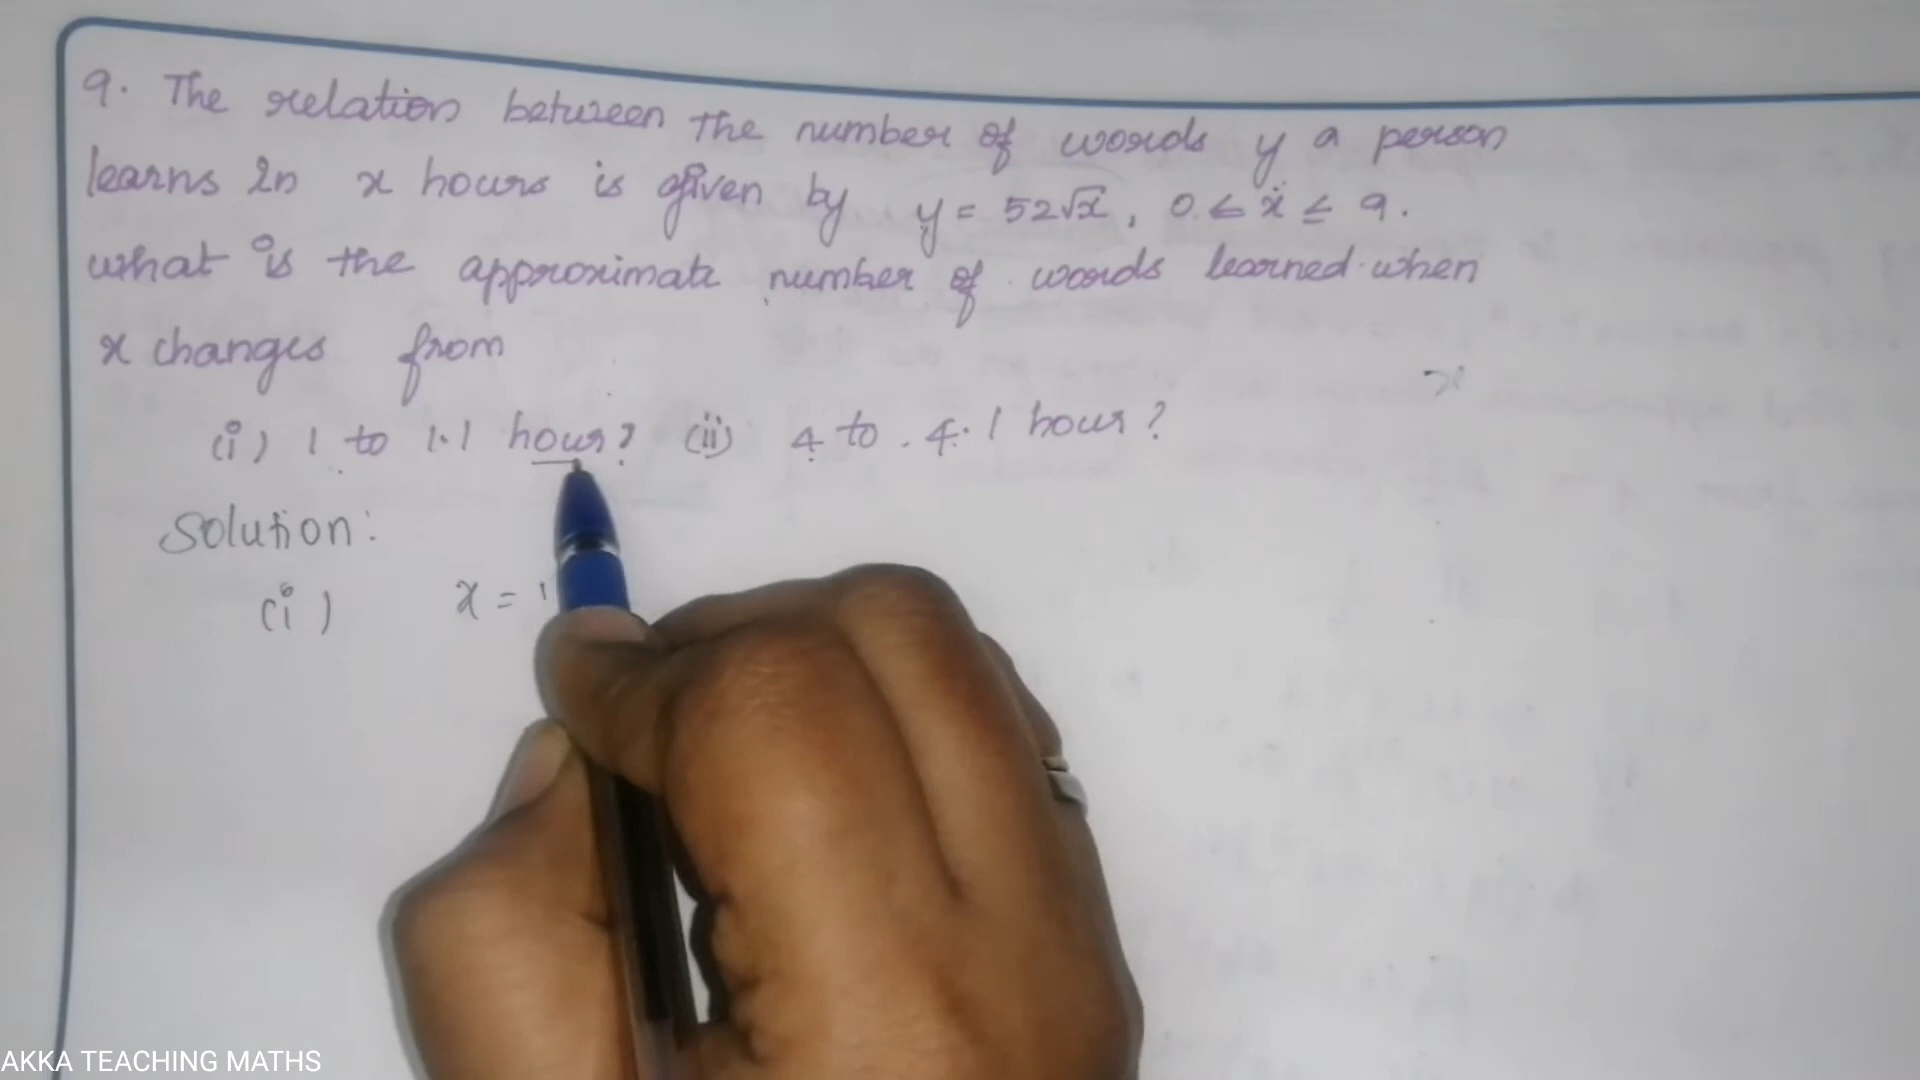 9. The relation between the number of words y a person
learns in x hours is given by y = 52√x, 0 ≤ x ≤ 9.
what is the approximate number of words learned when
x changes from
(i) 1 to 1.1 hour? (ii) 4 to 4.1 hour?
Solution:
(i) x = 1
AKKA TEACHING MATHS